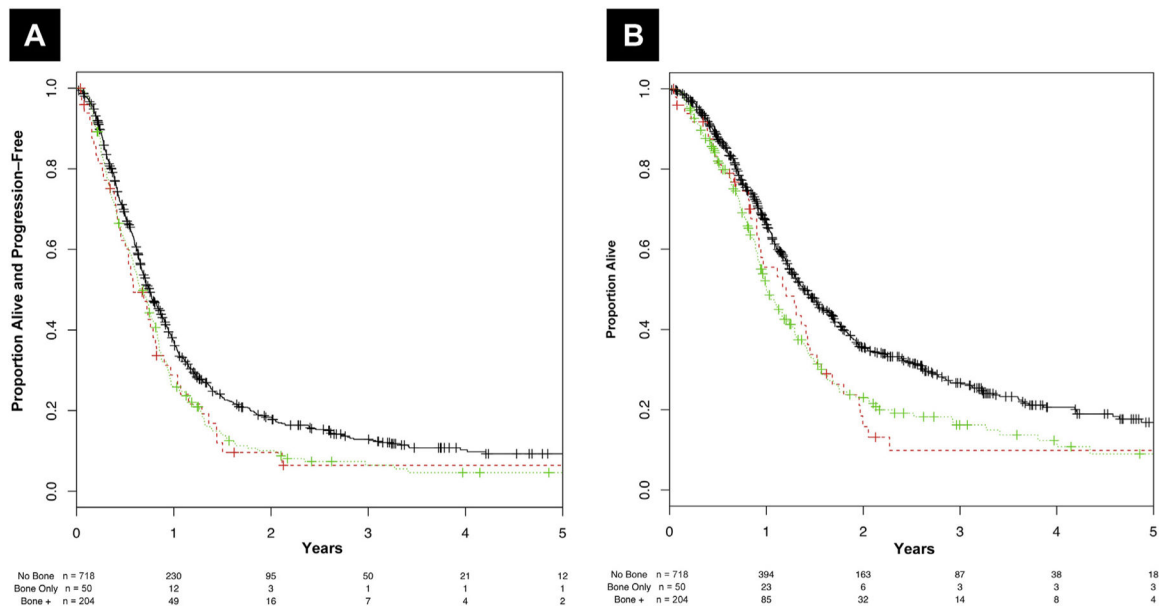 A
Proportion Alive and Progression–Free
1.0
0.8
0.6
0.4
0.2
0.0
0 1 2 3 4 5
Years
No Bone n = 718 230 95 50 21 12
Bone Only n = 50 12 3 1 1 1
Bone + n = 204 49 16 7 4 2
B
Proportion Alive
1.0
0.8
0.6
0.4
0.2
0.0
0 1 2 3 4 5
Years
No Bone n = 718 394 163 87 38 18
Bone Only n = 50 23 6 3 3 3
Bone + n = 204 85 32 14 8 4